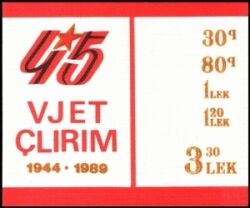 45
VJET
ÇLIRIM
1944 • 1989
30q
80q
1 LEK
1 20 LEK
3 30 LEK